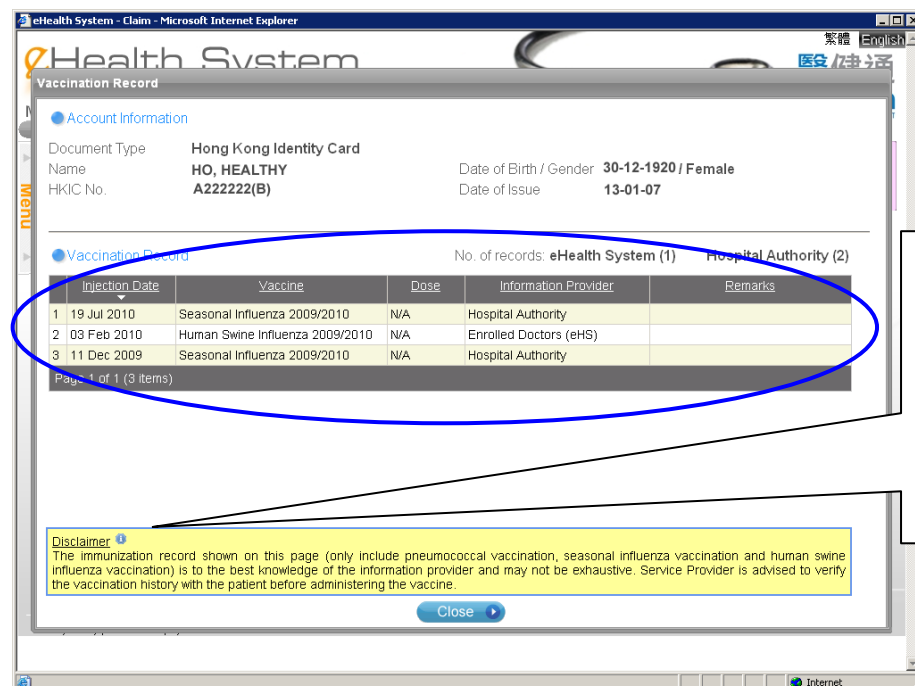 eHealth System - Claim - Microsoft Internet Explorer
繁體 English
eHealth System
醫健通
Vaccination Record
Account Information
Document Type Hong Kong Identity Card
Name HO, HEALTHY Date of Birth / Gender 30-12-1920 / Female
HKIC No. A222222(B) Date of Issue 13-01-07
Menu
Vaccination Record No. of records: eHealth System (1) Hospital Authority (2)
Injection Date Vaccine Dose Information Provider Remarks
1 19 Jul 2010 Seasonal Influenza 2009/2010 N/A Hospital Authority
2 03 Feb 2010 Human Swine Influenza 2009/2010 N/A Enrolled Doctors (eHS)
3 11 Dec 2009 Seasonal Influenza 2009/2010 N/A Hospital Authority
Page 1 of 1 (3 items)
Disclaimer
The immunization record shown on this page (only include pneumococcal vaccination, seasonal influenza vaccination and human swine
influenza vaccination) is to the best knowledge of the information provider and may not be exhaustive. Service Provider is advised to verify
the vaccination history with the patient before administering the vaccine.
Close
Internet